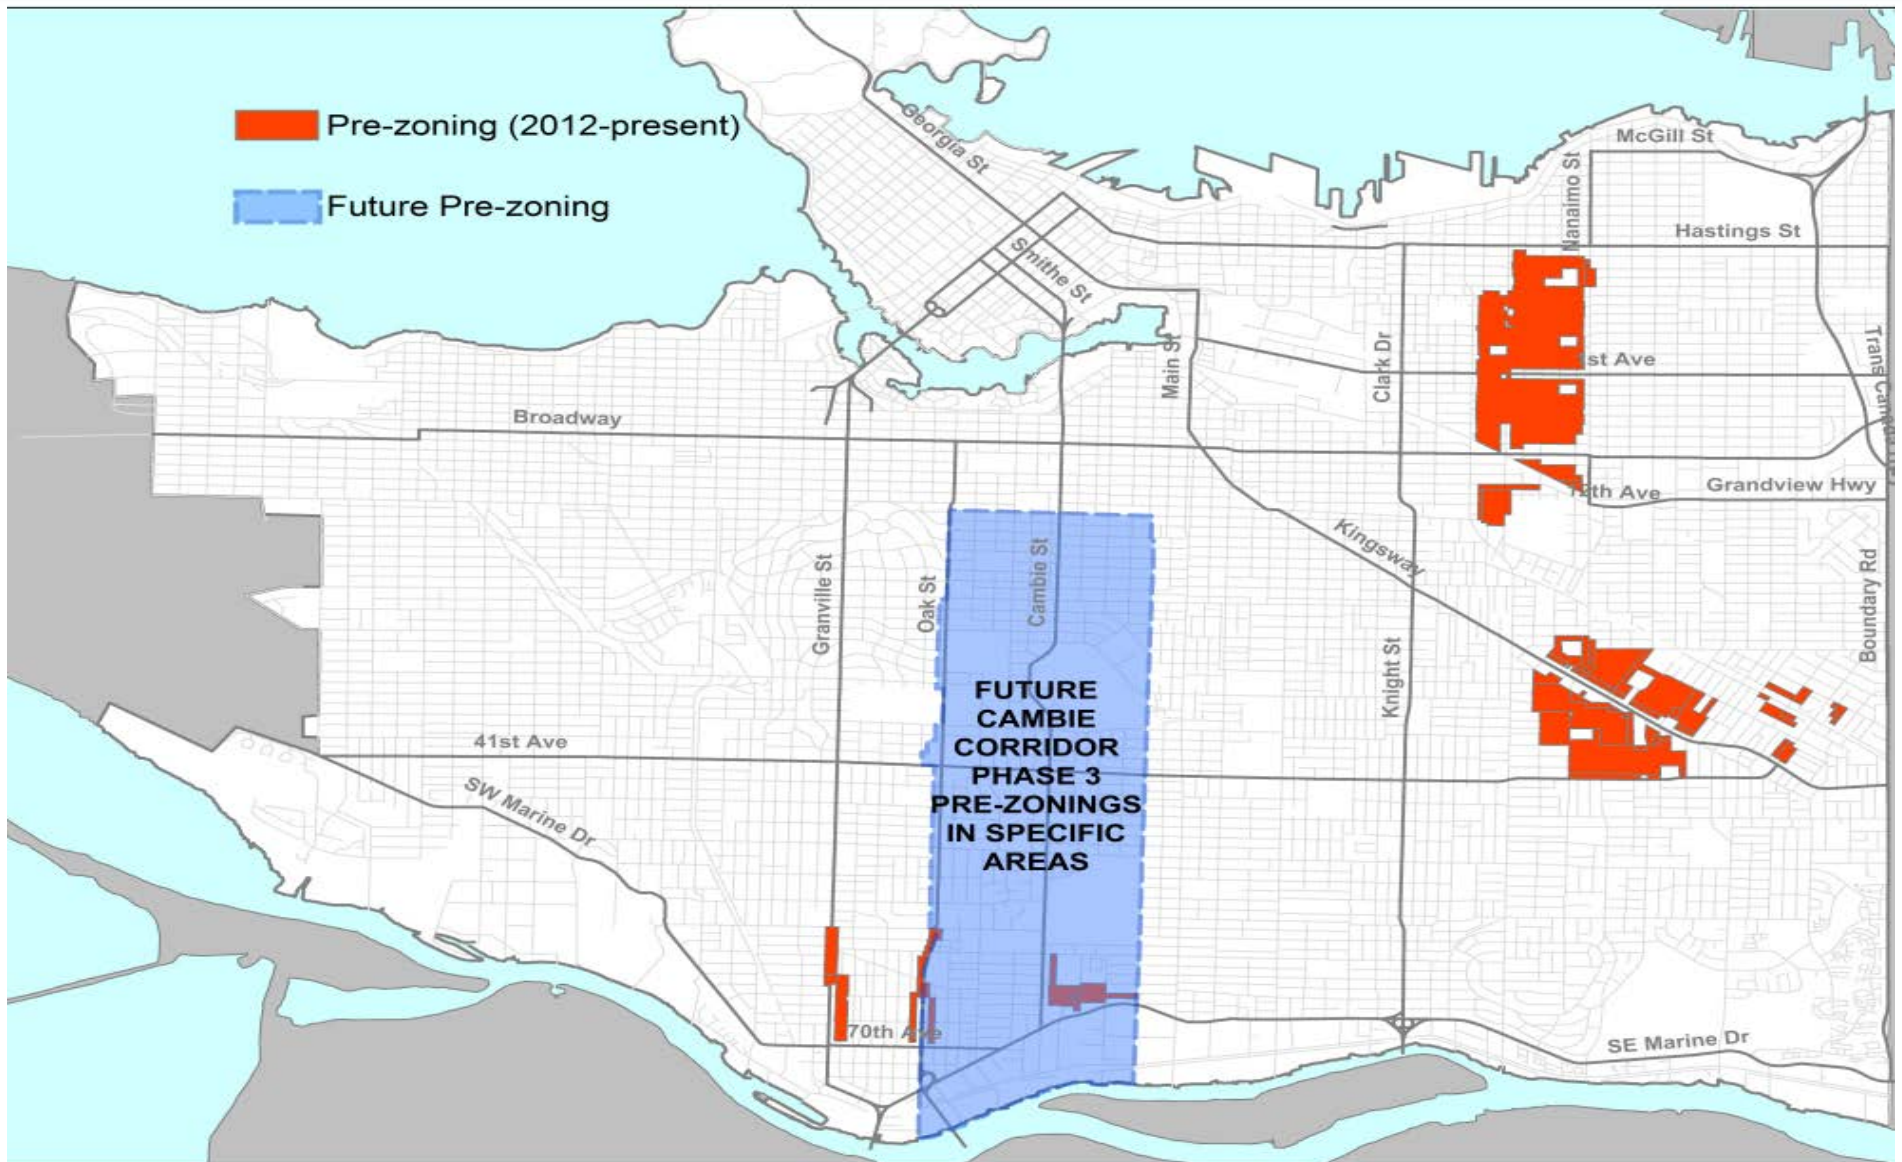 Pre-zoning (2012-present)
Future Pre-zoning
Georgia St
Smithe St
McGill St
Nanaimo St
Hastings St
Main St
Clark Dr
1st Ave
Broadway
12th Ave
Grandview Hwy
Kingsway
Granville St
Oak St
Cambie St
Knight St
Boundary Rd
FUTURE
CAMBIE
CORRIDOR
PHASE 3
PRE-ZONINGS
IN SPECIFIC
AREAS
41st Ave
SW Marine Dr
70th Ave
SE Marine Dr